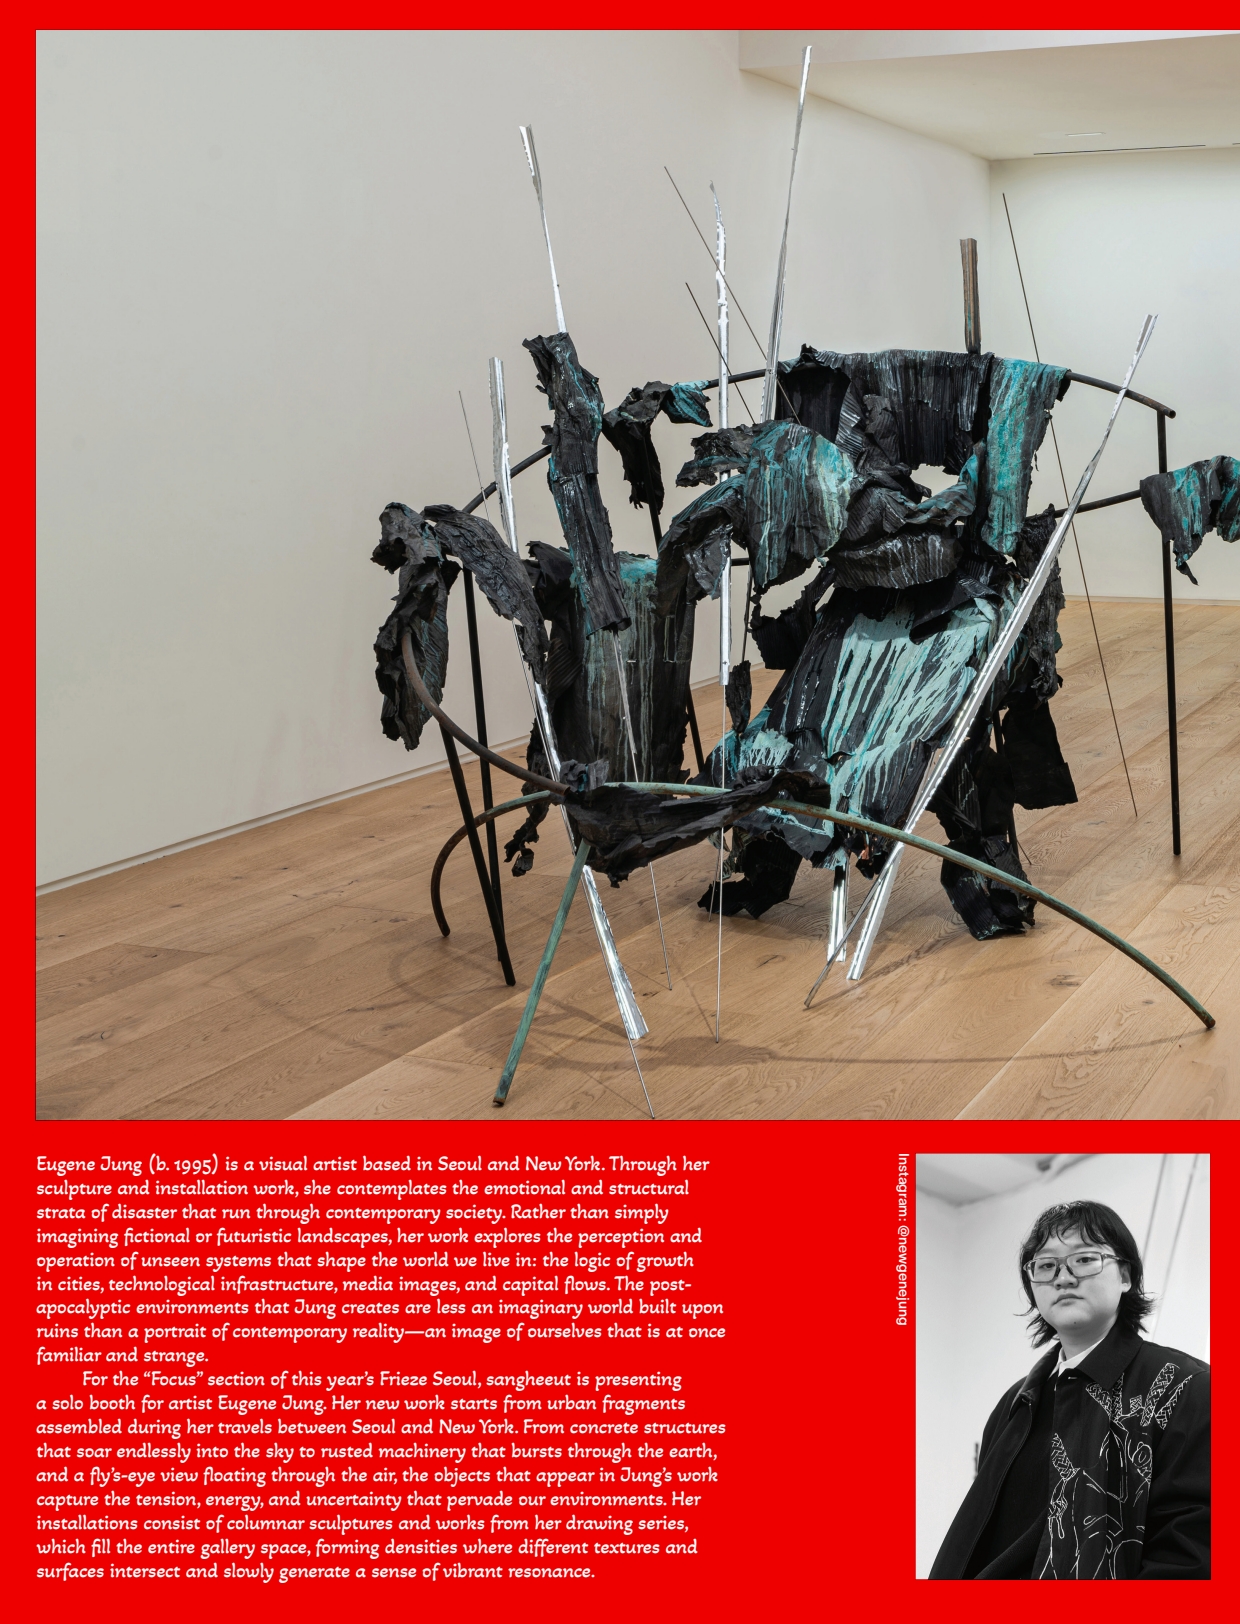 Eugene Jung (b. 1995) is a visual artist based in Seoul and New York. Through her
sculpture and installation work, she contemplates the emotional and structural
strata of disaster that run through contemporary society. Rather than simply
imagining fictional or futuristic landscapes, her work explores the perception and
operation of unseen systems that shape the world we live in: the logic of growth
in cities, technological infrastructure, media images, and capital flows. The post-
apocalyptic environments that Jung creates are less an imaginary world built upon
ruins than a portrait of contemporary reality—an image of ourselves that is at once
familiar and strange.
For the “Focus” section of this year’s Frieze Seoul, sangheeut is presenting
a solo booth for artist Eugene Jung. Her new work starts from urban fragments
assembled during her travels between Seoul and New York. From concrete structures
that soar endlessly into the sky to rusted machinery that bursts through the earth,
and a fly’s-eye view floating through the air, the objects that appear in Jung’s work
capture the tension, energy, and uncertainty that pervade our environments. Her
installations consist of columnar sculptures and works from her drawing series,
which fill the entire gallery space, forming densities where different textures and
surfaces intersect and slowly generate a sense of vibrant resonance.
Instagram: @newgenejung